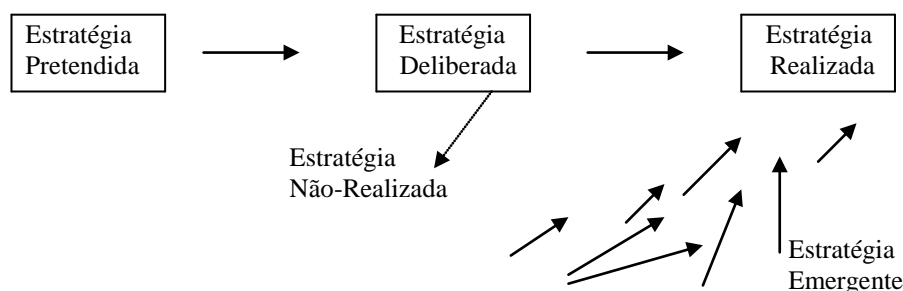 Estratégia
Pretendida
Estratégia
Deliberada
Estratégia
Realizada
Estratégia
Não-Realizada
Estratégia
Emergente